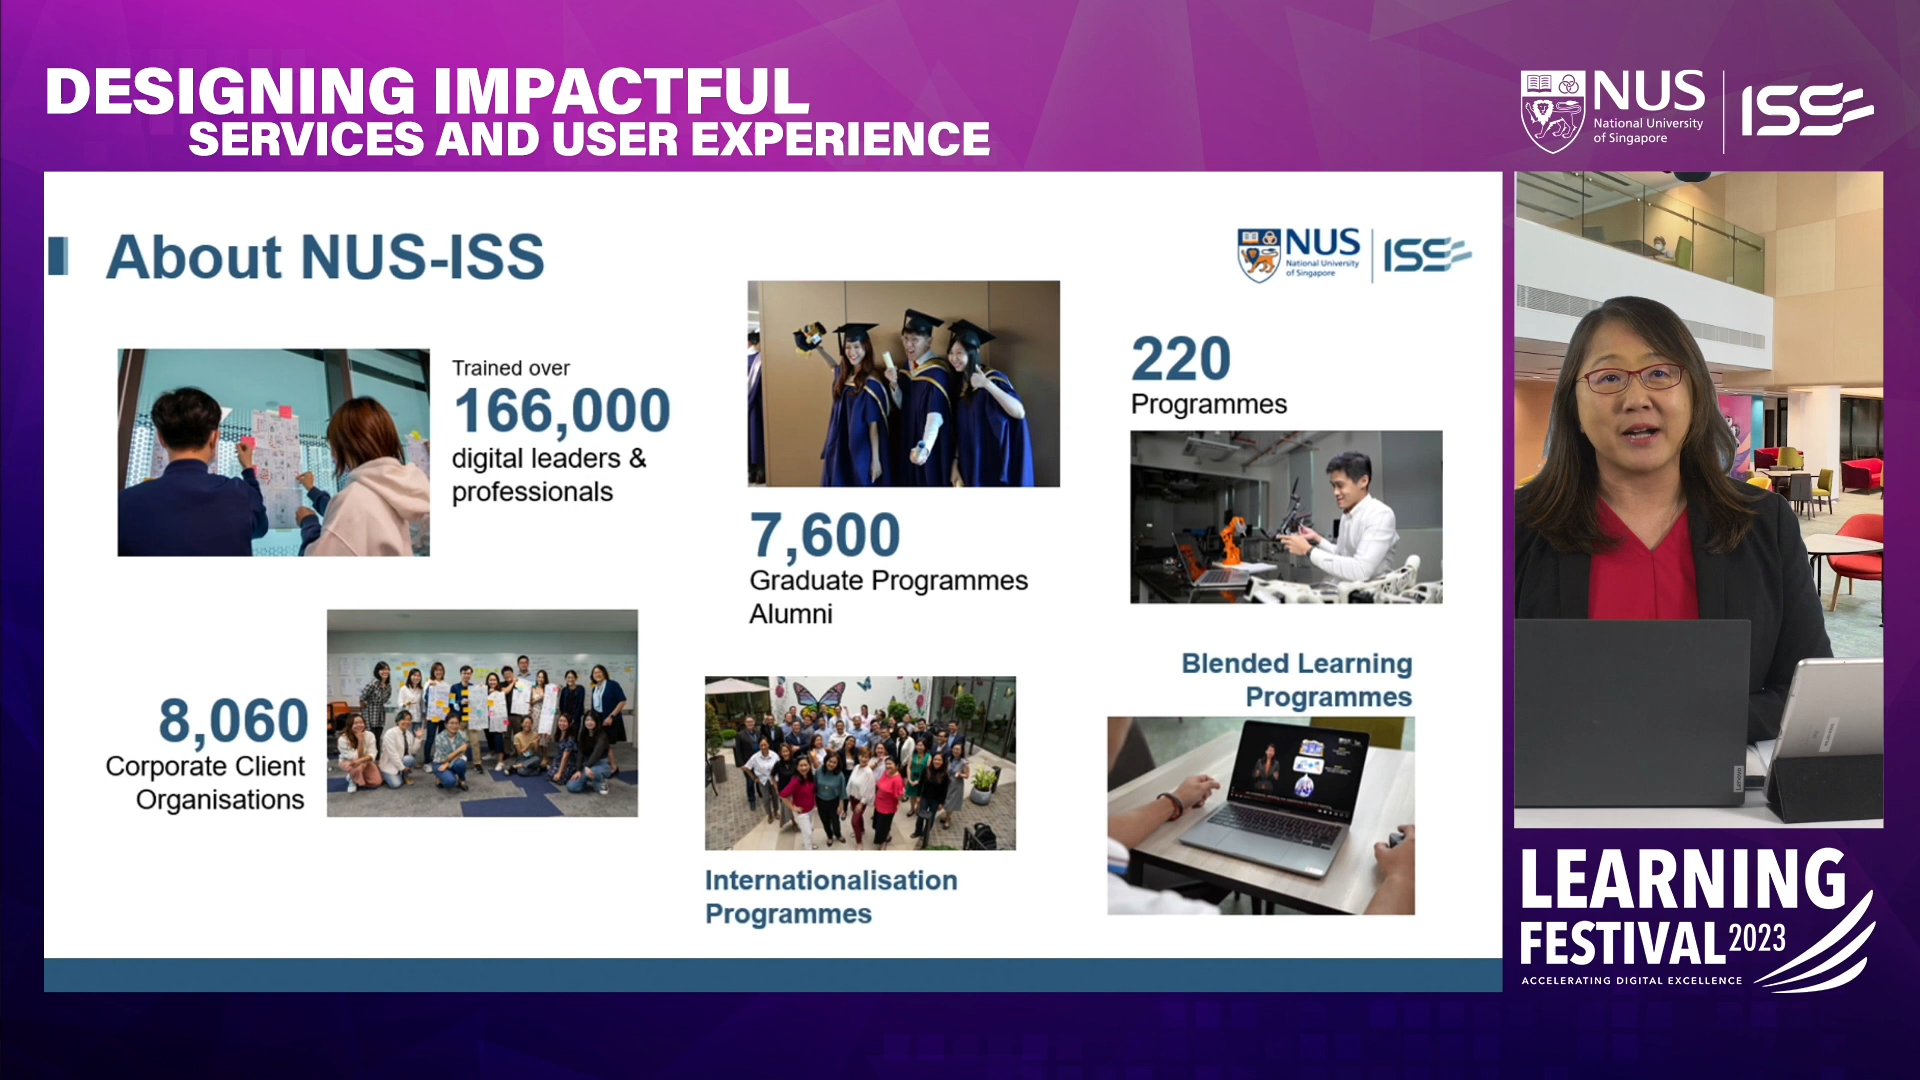 DESIGNING IMPACTFUL
SERVICES AND USER EXPERIENCE
NUS
National University
of Singapore
ISS
About NUS-ISS
NUS
National University
of Singapore
ISS
Trained over
166,000
digital leaders &
professionals
7,600
Graduate Programmes
Alumni
220
Programmes
8,060
Corporate Client
Organisations
Internationalisation
Programmes
Blended Learning
Programmes
Lenovo
LEARNING
FESTIVAL 2023
ACCELERATING DIGITAL EXCELLENCE